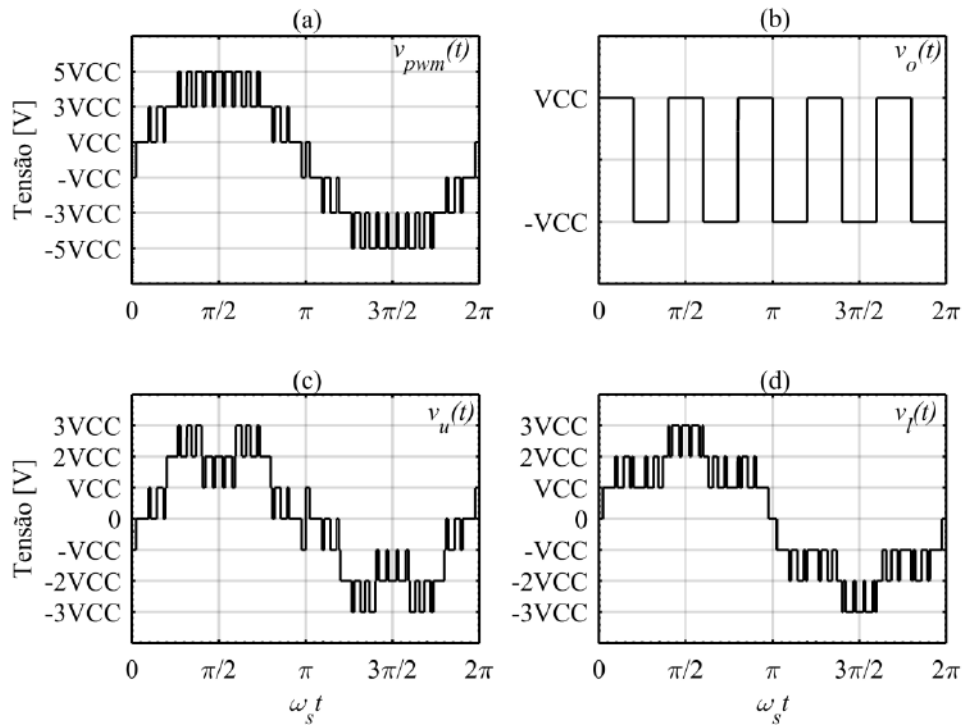 (a)
v_pwm(t)
Tensão [V]
5VCC
3VCC
VCC
-VCC
-3VCC
-5VCC
0 π/2 π 3π/2 2π
(b)
v_o(t)
VCC
-VCC
0 π/2 π 3π/2 2π
(c)
v_u(t)
Tensão [V]
3VCC
2VCC
VCC
0
-VCC
-2VCC
-3VCC
0 π/2 π 3π/2 2π
ω_s t
(d)
v_l(t)
3VCC
2VCC
VCC
0
-VCC
-2VCC
-3VCC
0 π/2 π 3π/2 2π
ω_s t